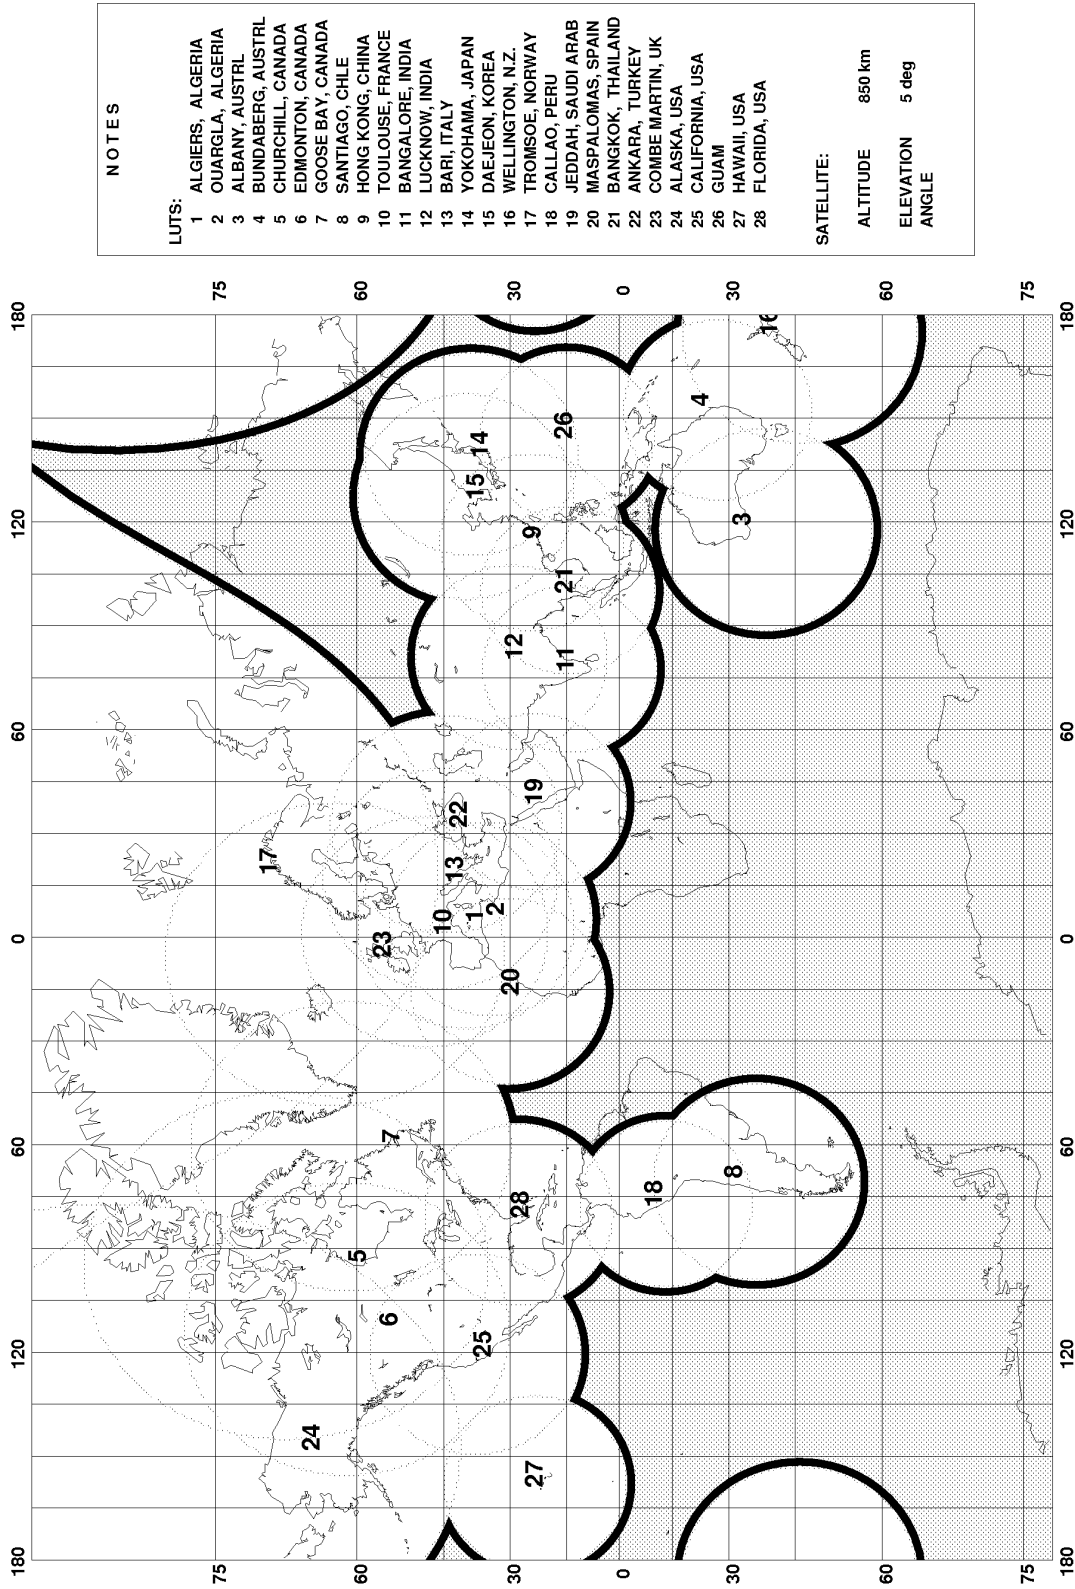 N O T E S
LUTS:
1 ALGIERS, ALGERIA
2 OUARGLA, ALGERIA
3 ALBANY, AUSTRL
4 BUNDABERG, AUSTRL
5 CHURCHILL, CANADA
6 EDMONTON, CANADA
7 GOOSE BAY, CANADA
8 SANTIAGO, CHLE
9 HONG KONG, CHINA
10 TOULOUSE, FRANCE
11 BANGALORE, INDIA
12 LUCKNOW, INDIA
13 BARI, ITALY
14 YOKOHAMA, JAPAN
15 DAEJEON, KOREA
16 WELLINGTON, N.Z.
17 TROMSOE, NORWAY
18 CALLAO, PERU
19 JEDDAH, SAUDI ARAB
20 MASPALOMAS, SPAIN
21 BANGKOK, THAILAND
22 ANKARA, TURKEY
23 COMBE MARTIN, UK
24 ALASKA, USA
25 CALIFORNIA, USA
26 GUAM
27 HAWAII, USA
28 FLORIDA, USA
SATELLITE:
ALTITUDE 850 km
ELEVATION 5 deg
ANGLE
180 120 60 0 60 120 180
75 75
60 60
30 30
0 0
30 30
60 60
75 75
180 120 60 0 60 120 180
17
24
23
5
7
6
10
22
13
1
2
14
15
25
20
28
12
19
9
27
11
21
26
18
4
8
3
16